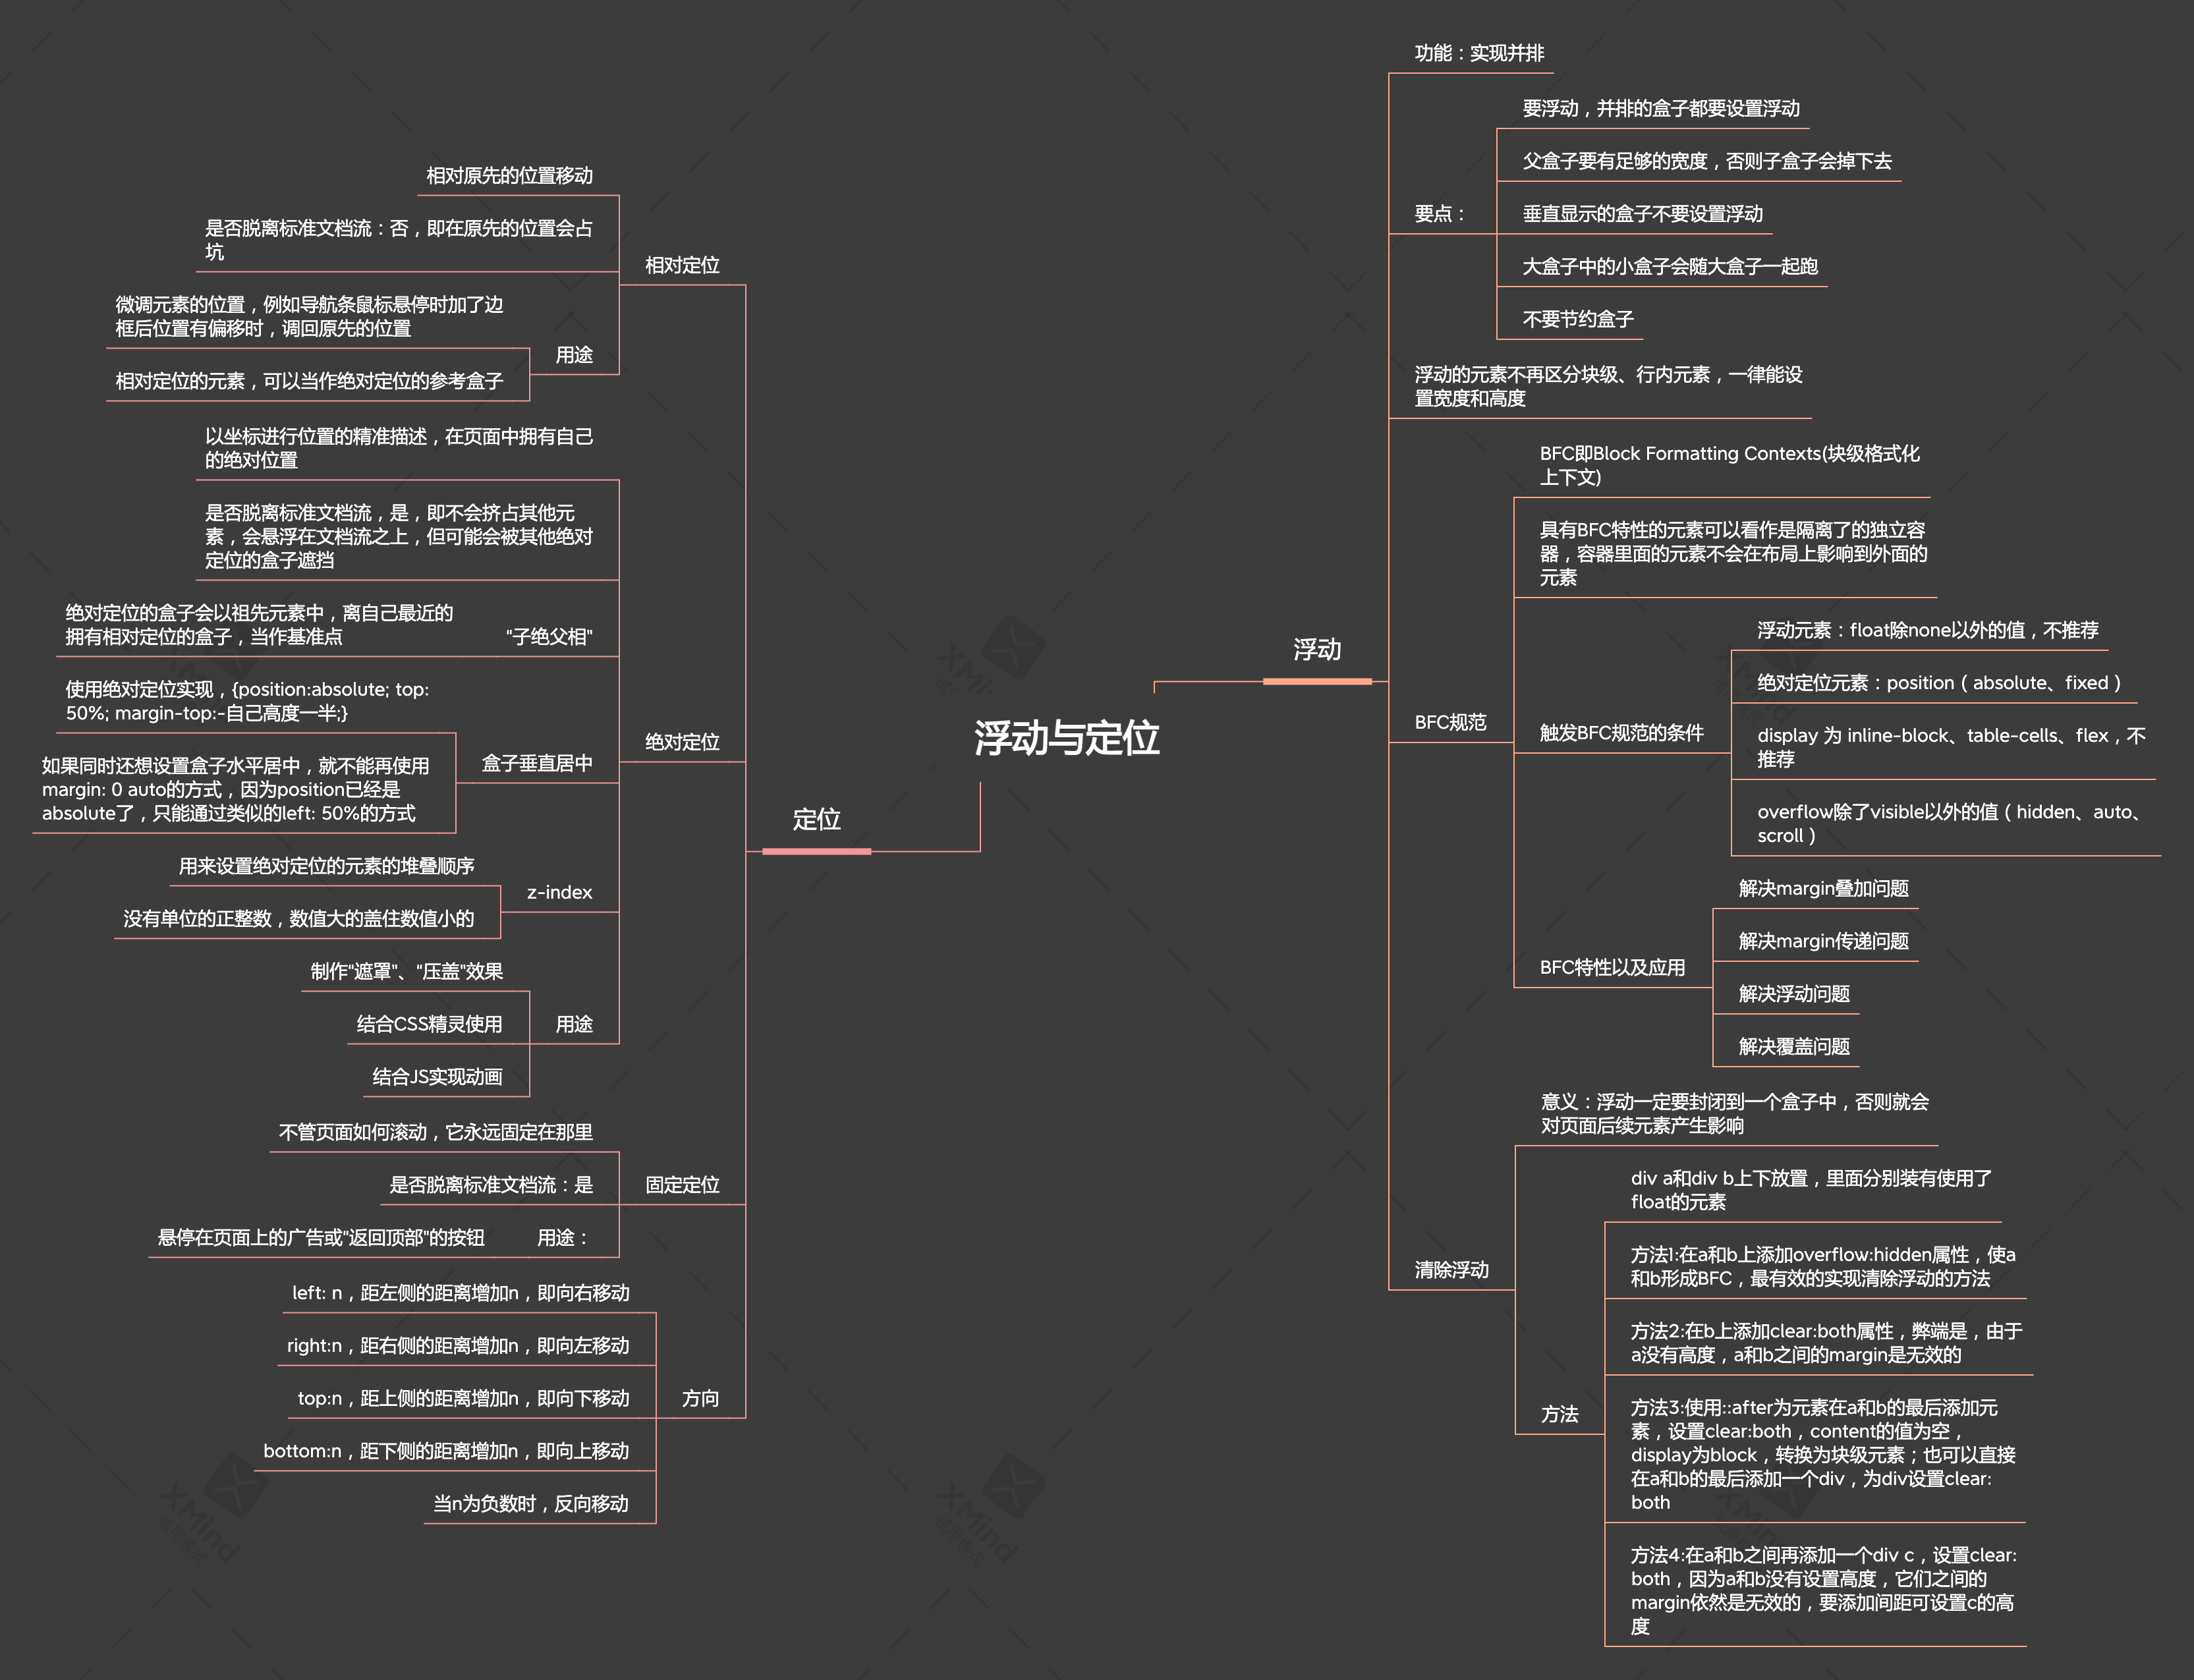 浮动与定位
浮动
功能：实现并排
要点：
要浮动，并排的盒子都要设置浮动
父盒子要有足够的宽度，否则子盒子会掉下去
垂直显示的盒子不要设置浮动
大盒子中的小盒子会随大盒子一起跑
不要节约盒子
浮动的元素不再区分块级、行内元素，一律能设
置宽度和高度
BFC规范
BFC即Block Formatting Contexts(块级格式化
上下文)
具有BFC特性的元素可以看作是隔离了的独立容
器，容器里面的元素不会在布局上影响到外面的
元素
触发BFC规范的条件
浮动元素：float除none以外的值，不推荐
绝对定位元素：position（absolute、fixed）
display 为 inline-block、table-cells、flex，不
推荐
overflow除了visible以外的值（hidden、auto、
scroll）
BFC特性以及应用
解决margin叠加问题
解决margin传递问题
解决浮动问题
解决覆盖问题
清除浮动
意义：浮动一定要封闭到一个盒子中，否则就会
对页面后续元素产生影响
方法
div a和div b上下放置，里面分别装有使用了
float的元素
方法1:在a和b上添加overflow:hidden属性，使a
和b形成BFC，最有效的实现清除浮动的方法
方法2:在b上添加clear:both属性，弊端是，由于
a没有高度，a和b之间的margin是无效的
方法3:使用::after为元素在a和b的最后添加元
素，设置clear:both，content的值为空，
display为block，转换为块级元素；也可以直接
在a和b的最后添加一个div，为div设置clear:
both
方法4:在a和b之间再添加一个div c，设置clear:
both，因为a和b没有设置高度，它们之间的
margin依然是无效的，要添加间距可设置c的高
度
定位
相对定位
相对原先的位置移动
是否脱离标准文档流：否，即在原先的位置会占
坑
用途
微调元素的位置，例如导航条鼠标悬停时加了边
框后位置有偏移时，调回原先的位置
相对定位的元素，可以当作绝对定位的参考盒子
绝对定位
以坐标进行位置的精准描述，在页面中拥有自己
的绝对位置
是否脱离标准文档流，是，即不会挤占其他元
素，会悬浮在文档流之上，但可能会被其他绝对
定位的盒子遮挡
"子绝父相"
绝对定位的盒子会以祖先元素中，离自己最近的
拥有相对定位的盒子，当作基准点
盒子垂直居中
使用绝对定位实现，{position:absolute; top:
50%; margin-top:-自己高度一半;}
如果同时还想设置盒子水平居中，就不能再使用
margin: 0 auto的方式，因为position已经是
absolute了，只能通过类似的left: 50%的方式
z-index
用来设置绝对定位的元素的堆叠顺序
没有单位的正整数，数值大的盖住数值小的
用途
制作"遮罩"、"压盖"效果
结合CSS精灵使用
结合JS实现动画
固定定位
不管页面如何滚动，它永远固定在那里
是否脱离标准文档流：是
用途：
悬停在页面上的广告或"返回顶部"的按钮
方向
left: n，距左侧的距离增加n，即向右移动
right:n，距右侧的距离增加n，即向左移动
top:n，距上侧的距离增加n，即向下移动
bottom:n，距下侧的距离增加n，即向上移动
当n为负数时，反向移动
XMind
试用模式
XMind
试用模式